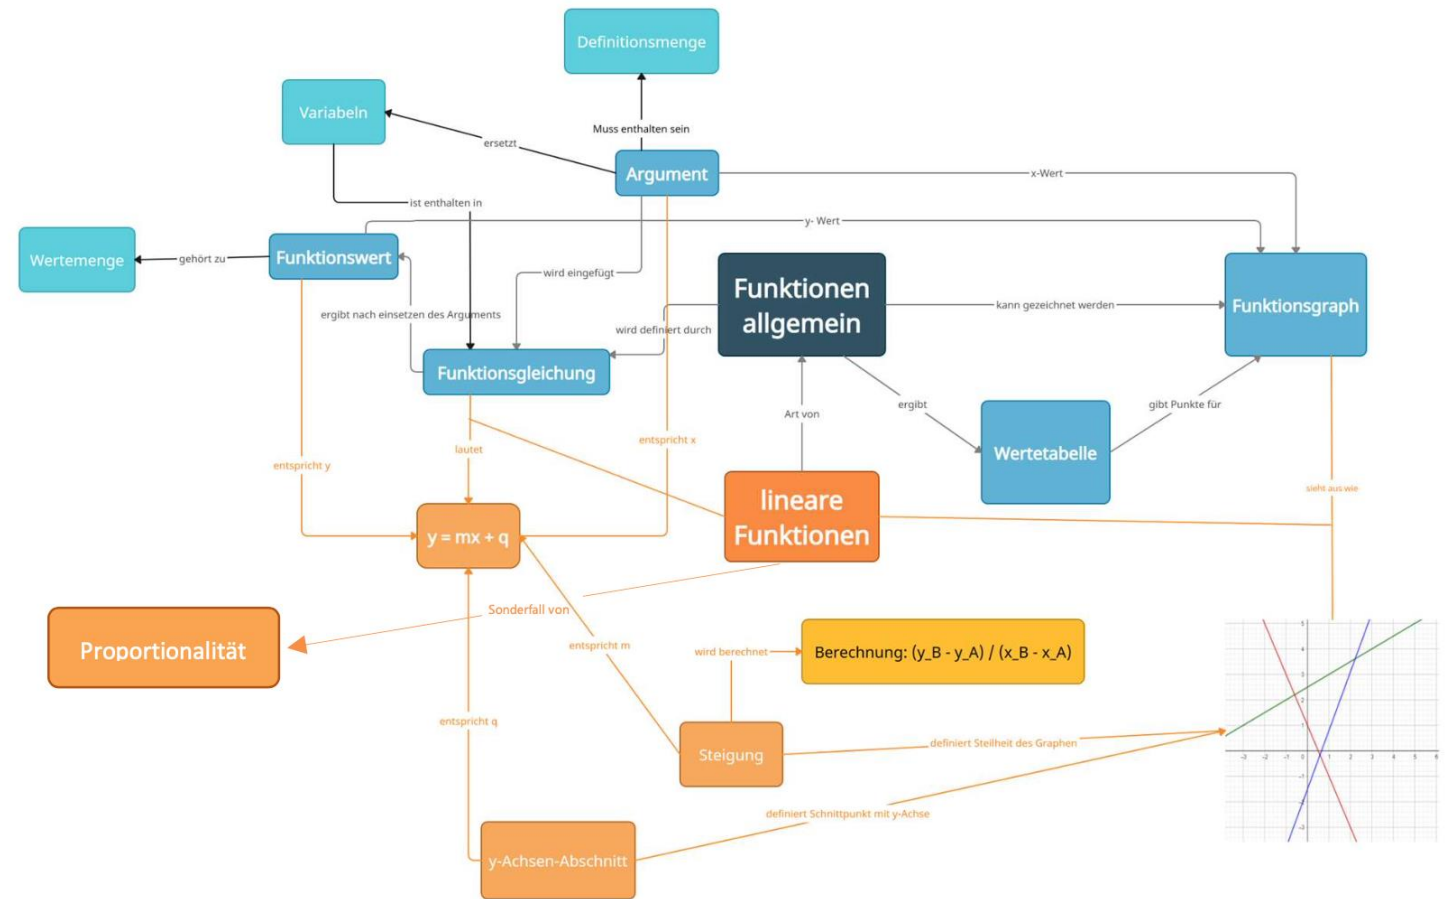 Definitionsmenge
Variabeln
Muss enthalten sein
ersetzt
Argument
x-Wert
ist enthalten in
y- Wert
Wertemenge
gehört zu
Funktionswert
wird eingefügt
Funktionen
allgemein
kann gezeichnet werden
Funktionsgraph
ergibt nach einsetzen des Arguments
wird definiert durch
Funktionsgleichung
ergibt
gibt Punkte für
Art von
entspricht x
lautet
Wertetabelle
entspricht y
sieht aus wie
lineare
Funktionen
y = mx + q
Sonderfall von
Proportionalität
entspricht m
wird berechnet
Berechnung: (y_B - y_A) / (x_B - x_A)
entspricht q
Steigung
definiert Steilheit des Graphen
definiert Schnittpunkt mit y-Achse
y-Achsen-Abschnitt